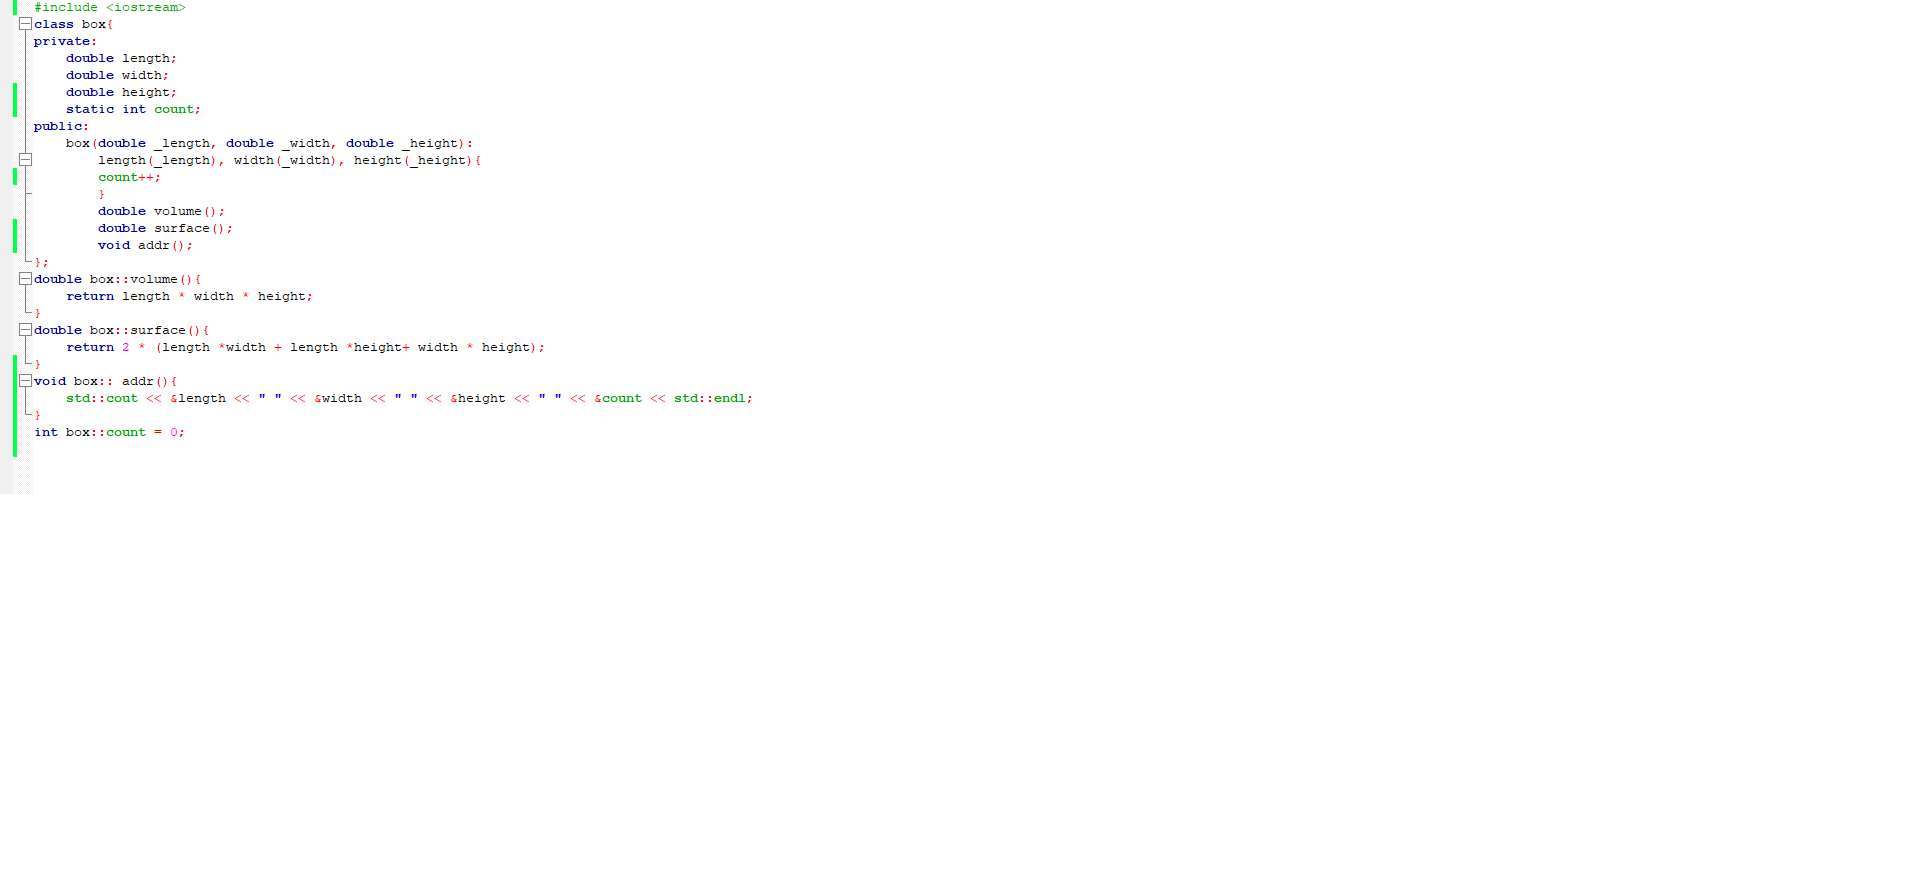 #include <iostream>
class box{
private:
    double length;
    double width;
    double height;
    static int count;
public:
    box(double _length, double _width, double _height):
        length(_length), width(_width), height(_height){
        count++;
        }
        double volume();
        double surface();
        void addr();
};
double box::volume(){
    return length * width * height;
}
double box::surface(){
    return 2 * (length *width + length *height+ width * height);
}
void box:: addr(){
    std::cout << &length << " " << &width << " " << &height << " " << &count << std::endl;
}
int box::count = 0;